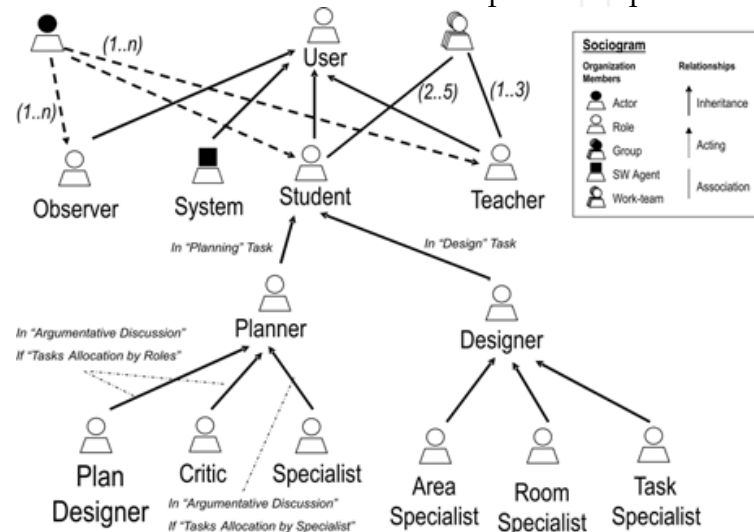 (1..n)
User
(1..n)
(2..5)
(1..3)
Sociogram
Organization
Members
Relationships
Actor
Role
Group
SW Agent
Work-team
Inheritance
Acting
Association
Observer
System
Student
Teacher
In "Planning" Task
In "Design" Task
Planner
Designer
In "Argumentative Discussion"
If "Tasks Allocation by Roles"
Plan
Designer
Critic
Specialist
In "Argumentative Discussion"
If "Tasks Allocation by Specialist"
Area
Specialist
Room
Specialist
Task
Specialist